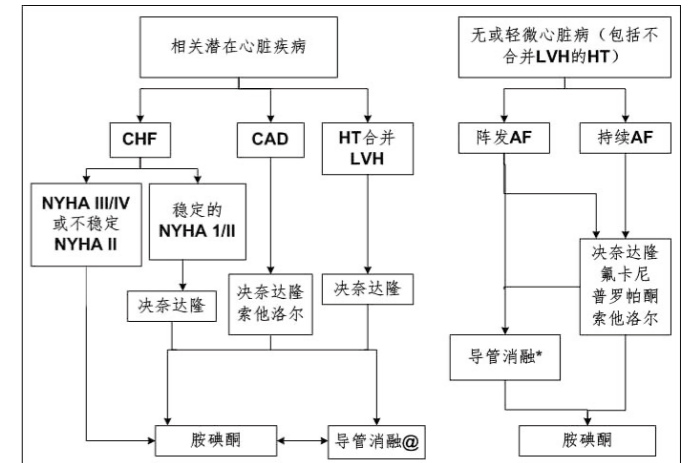 相关潜在心脏疾病
无或轻微心脏病（包括不
合并LVH的HT）
CHF
CAD
HT合并
LVH
阵发AF
持续AF
NYHA III/IV
或不稳定
NYHA II
稳定的
NYHA 1/II
决奈达隆
决奈达隆
索他洛尔
决奈达隆
决奈达隆
氟卡尼
普罗帕酮
索他洛尔
导管消融*
胺碘酮
导管消融@
胺碘酮